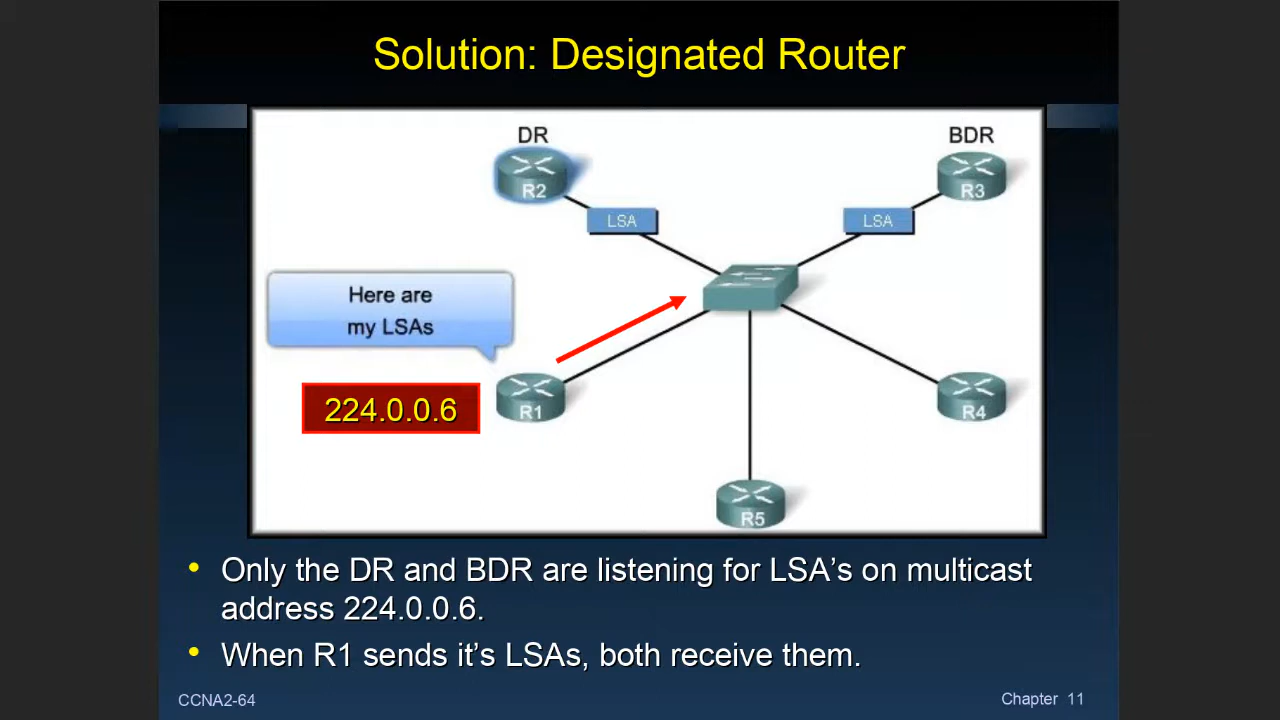 Solution: Designated Router
DR
BDR
R2
R3
LSA
LSA
Here are
my LSAs
224.0.0.6
R1
R4
R5
• Only the DR and BDR are listening for LSA’s on multicast
address 224.0.0.6.
• When R1 sends it’s LSAs, both receive them.
CCNA2-64
Chapter 11